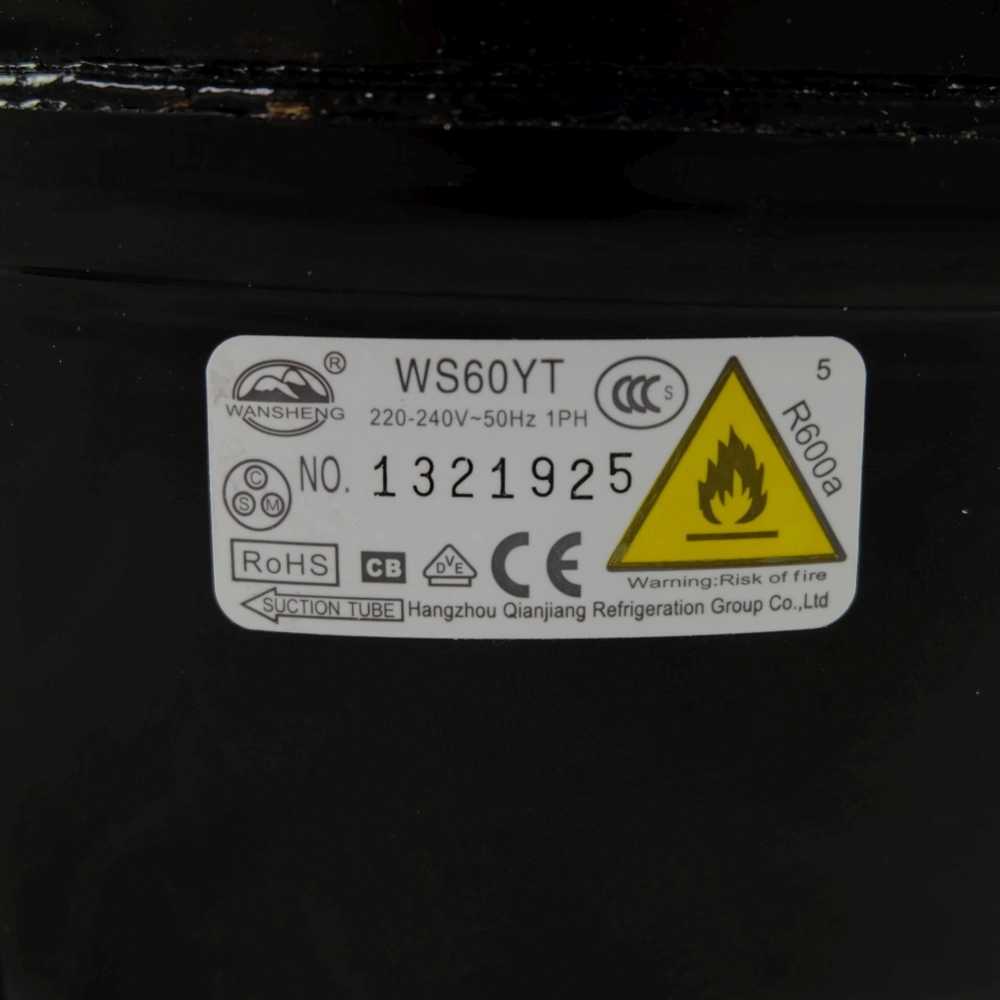 WANSHENG ®
WS60YT
220-240V~50Hz 1PH
CCC S
5
R600a
C
S M
NO. 1321925
RoHS
CB
DVE
CE
Warning:Risk of fire
SUCTION TUBE
Hangzhou Qianjiang Refrigeration Group Co.,Ltd